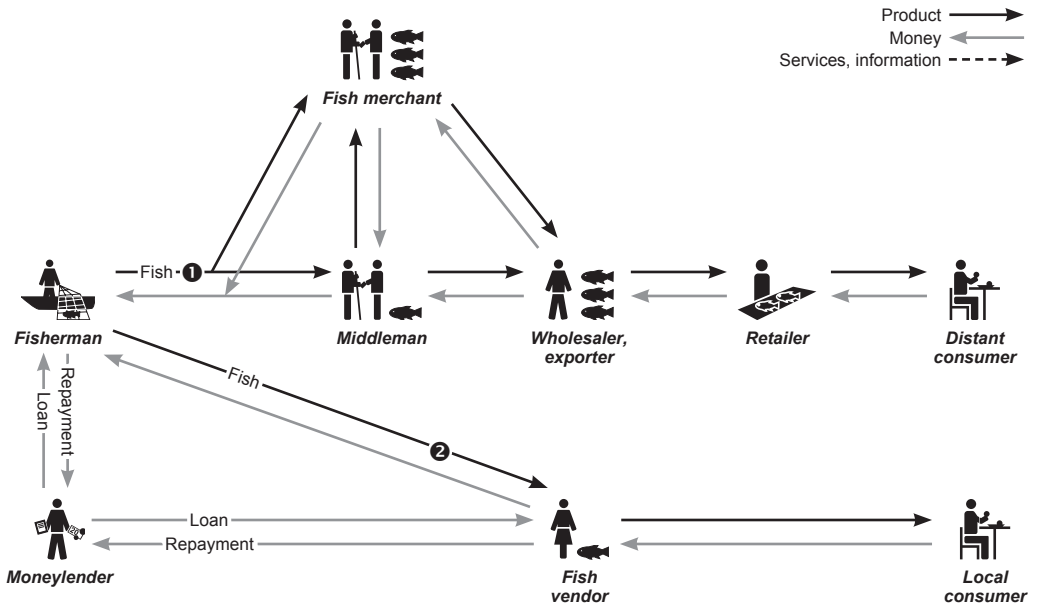 Product
Money
Services, information
Fish merchant
Fish 1
Fisherman
Middleman
Wholesaler,
exporter
Retailer
Distant
consumer
Fish
Repayment
Loan
2
Loan
Repayment
Moneylender
Fish
vendor
Local
consumer